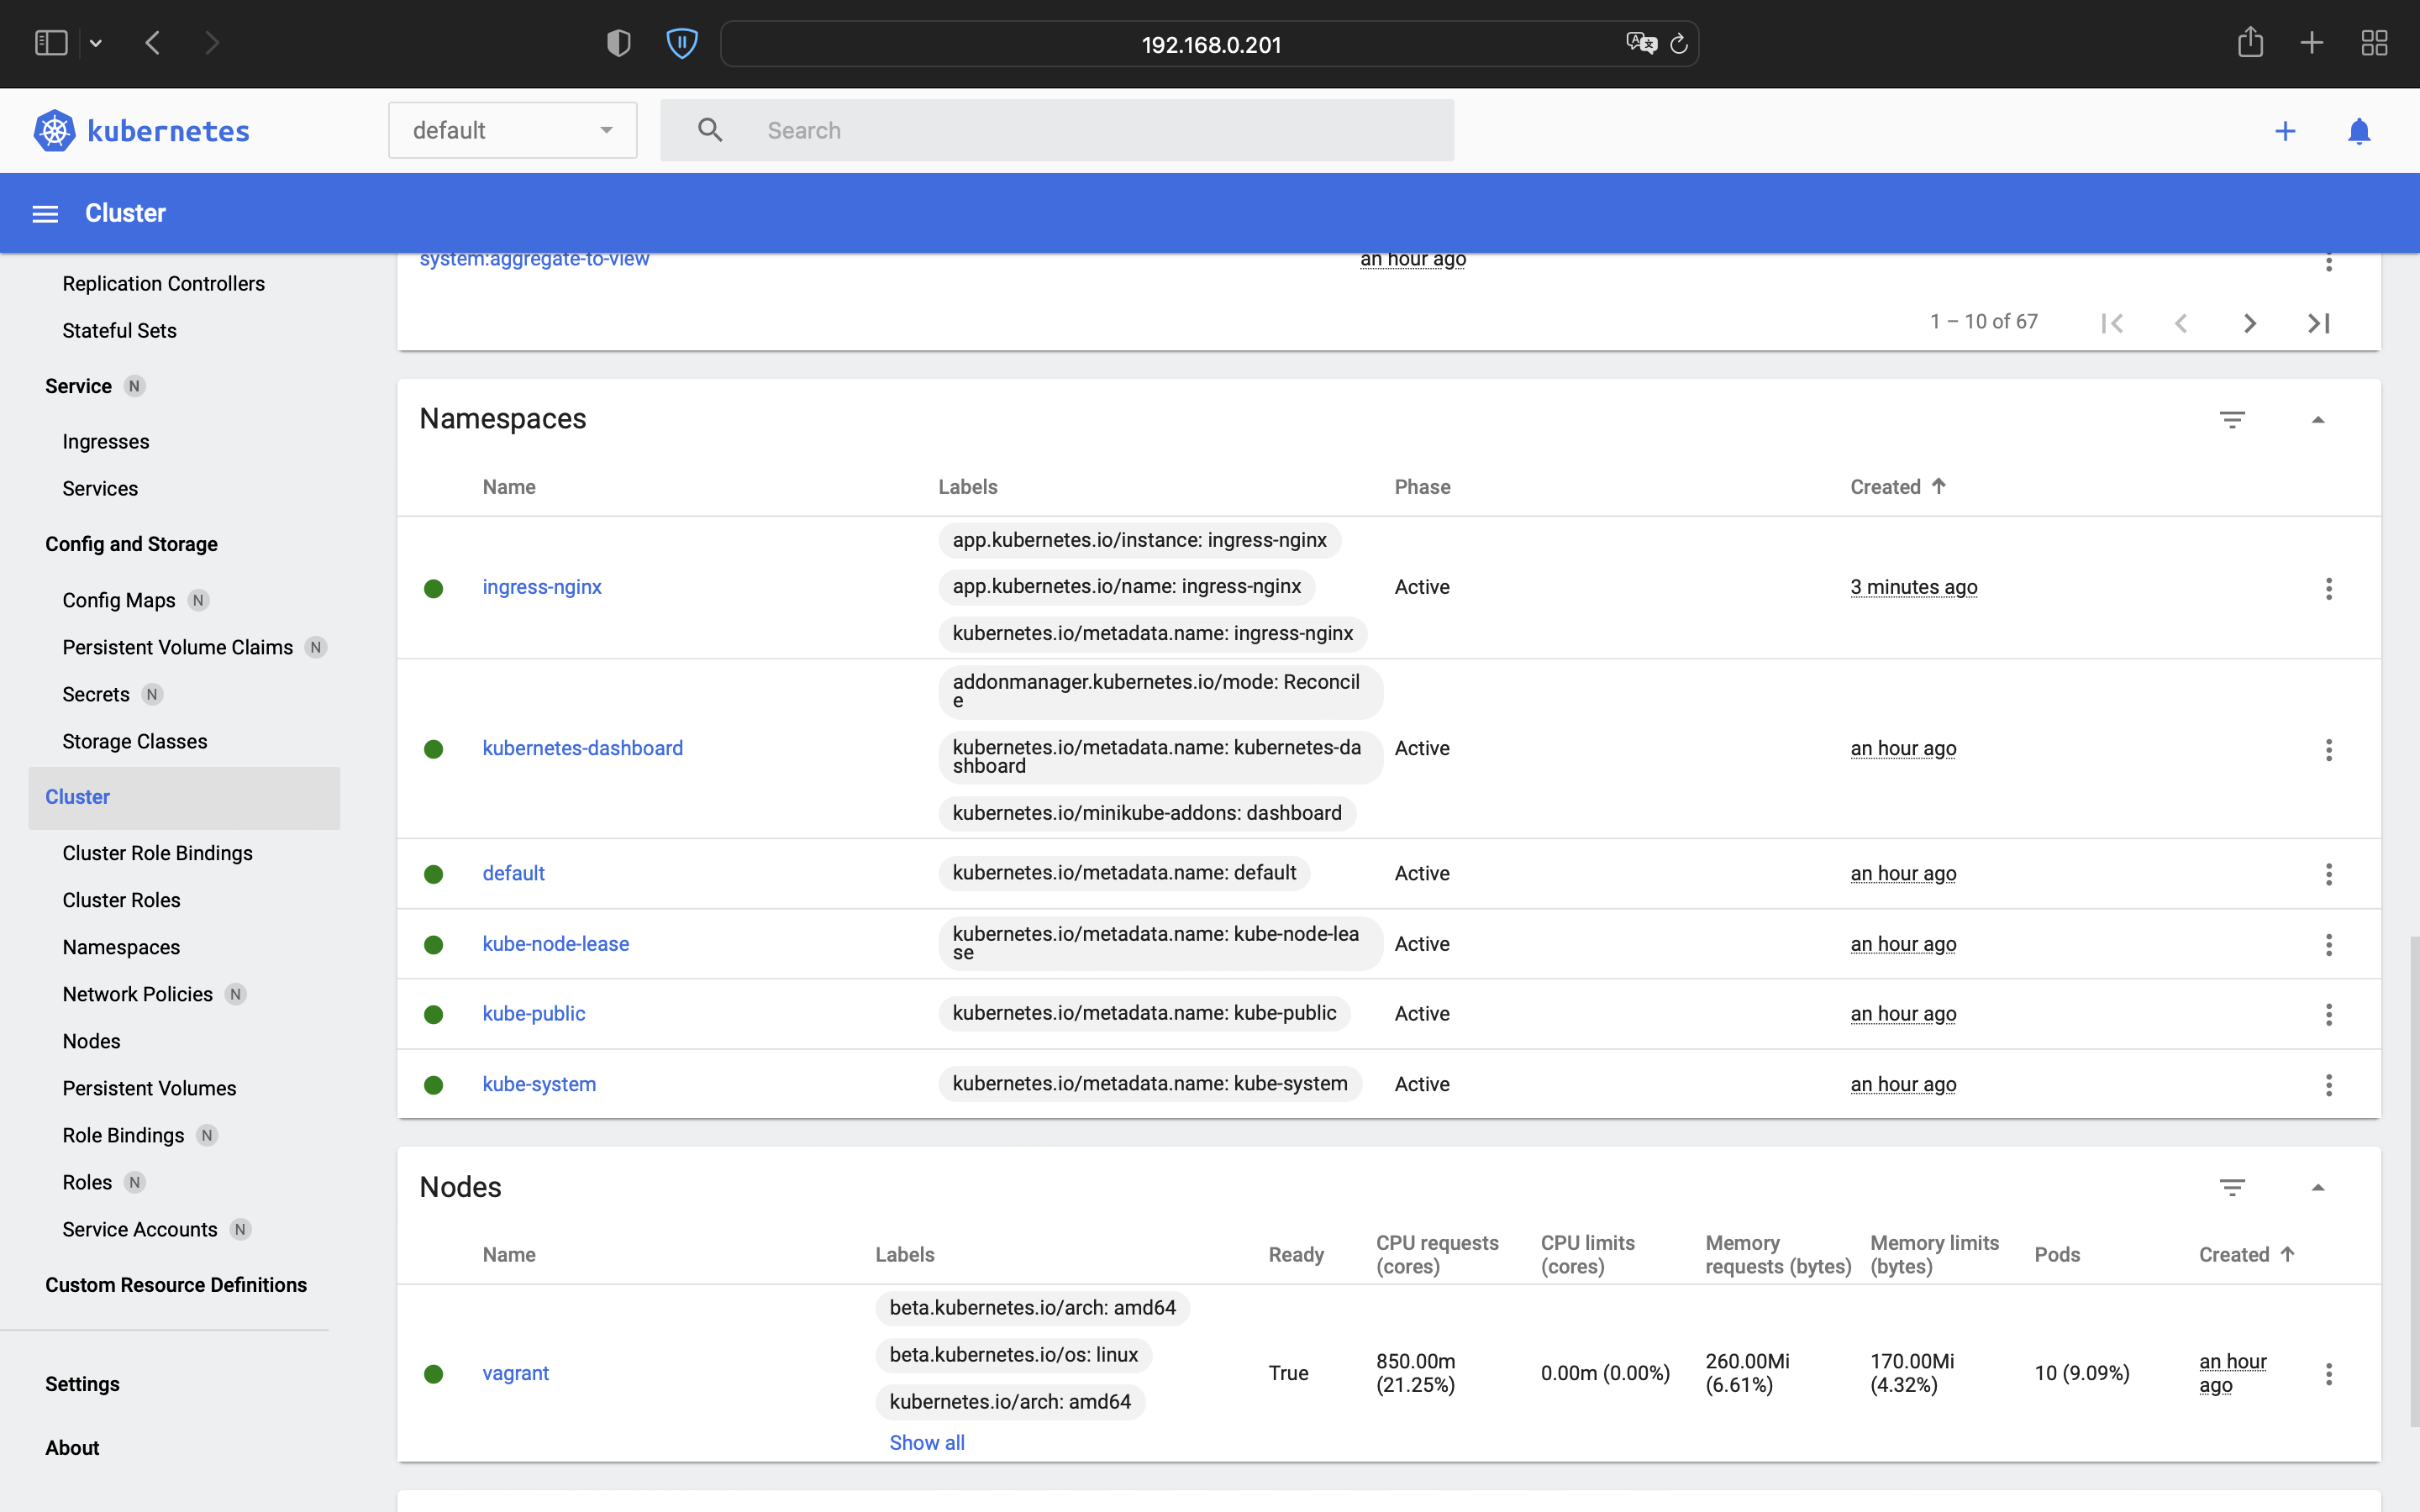 192.168.0.201
kubernetes
default
Search
Cluster
Replication Controllers
Stateful Sets
Service N
Ingresses
Services
Config and Storage
Config Maps N
Persistent Volume Claims N
Secrets N
Storage Classes
Cluster
Cluster Role Bindings
Cluster Roles
Namespaces
Network Policies N
Nodes
Persistent Volumes
Role Bindings N
Roles N
Service Accounts N
Custom Resource Definitions
Settings
About
system:aggregate-to-view an hour ago
1 – 10 of 67
Namespaces
Name Labels Phase Created
app.kubernetes.io/instance: ingress-nginx
ingress-nginx app.kubernetes.io/name: ingress-nginx Active 3 minutes ago
kubernetes.io/metadata.name: ingress-nginx
addonmanager.kubernetes.io/mode: Reconcil
e
kubernetes-dashboard kubernetes.io/metadata.name: kubernetes-da Active an hour ago
shboard
kubernetes.io/minikube-addons: dashboard
default kubernetes.io/metadata.name: default Active an hour ago
kube-node-lease kubernetes.io/metadata.name: kube-node-lea Active an hour ago
se
kube-public kubernetes.io/metadata.name: kube-public Active an hour ago
kube-system kubernetes.io/metadata.name: kube-system Active an hour ago
Nodes
Name Labels Ready CPU requests CPU limits Memory Memory limits Pods Created
(cores) (cores) requests (bytes) (bytes)
beta.kubernetes.io/arch: amd64
beta.kubernetes.io/os: linux
vagrant True 850.00m 0.00m (0.00%) 260.00Mi 170.00Mi 10 (9.09%) an hour
(21.25%) (6.61%) (4.32%) ago
kubernetes.io/arch: amd64
Show all